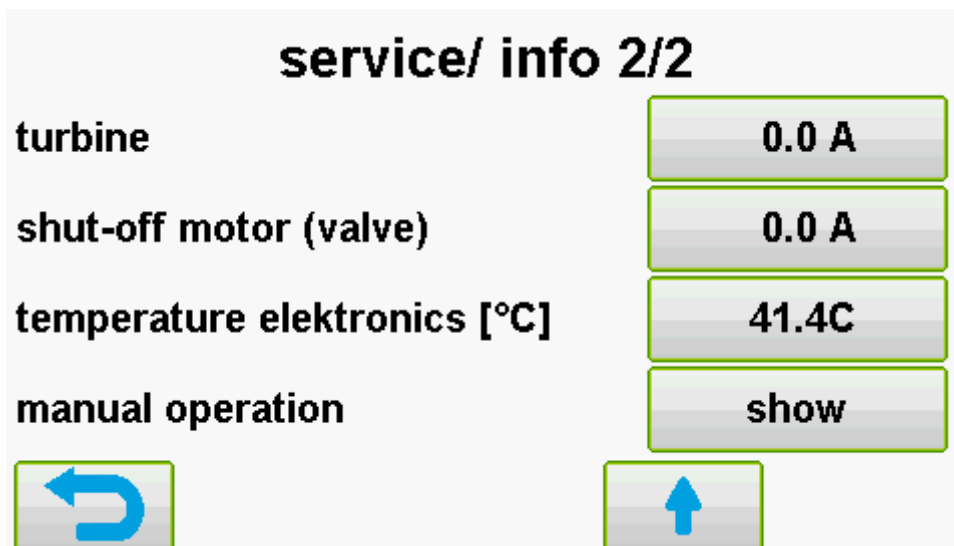 service/ info 2/2
turbine 0.0 A
shut-off motor (valve) 0.0 A
temperature elektronics [°C] 41.4C
manual operation show